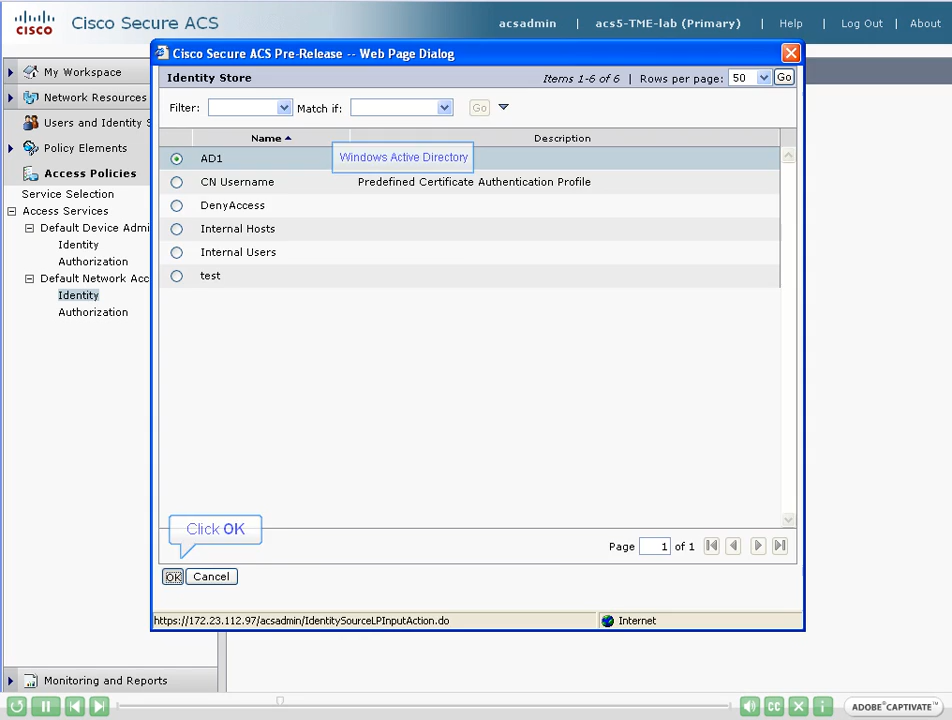 CISCO
Cisco Secure ACS
acsadmin
acs5-TME-lab (Primary)
Help
Log Out
About
Cisco Secure ACS Pre-Release -- Web Page Dialog
My Workspace
Network Resources
Users and Identity S
Policy Elements
Access Policies
Service Selection
Access Services
Default Device Admi
Identity
Authorization
Default Network Acc
Identity
Authorization
Monitoring and Reports
Identity Store
Items 1-6 of 6
Rows per page: 50
Go
Filter:
Match if:
Go
Name
Description
AD1
Windows Active Directory
CN Username
Predefined Certificate Authentication Profile
DenyAccess
Internal Hosts
Internal Users
test
Click OK
Page 1 of 1
OK
Cancel
https://172.23.112.97/acsadmin/IdentitySourceLPInputAction.do
Internet
CC
ADOBE® CAPTIVATE™